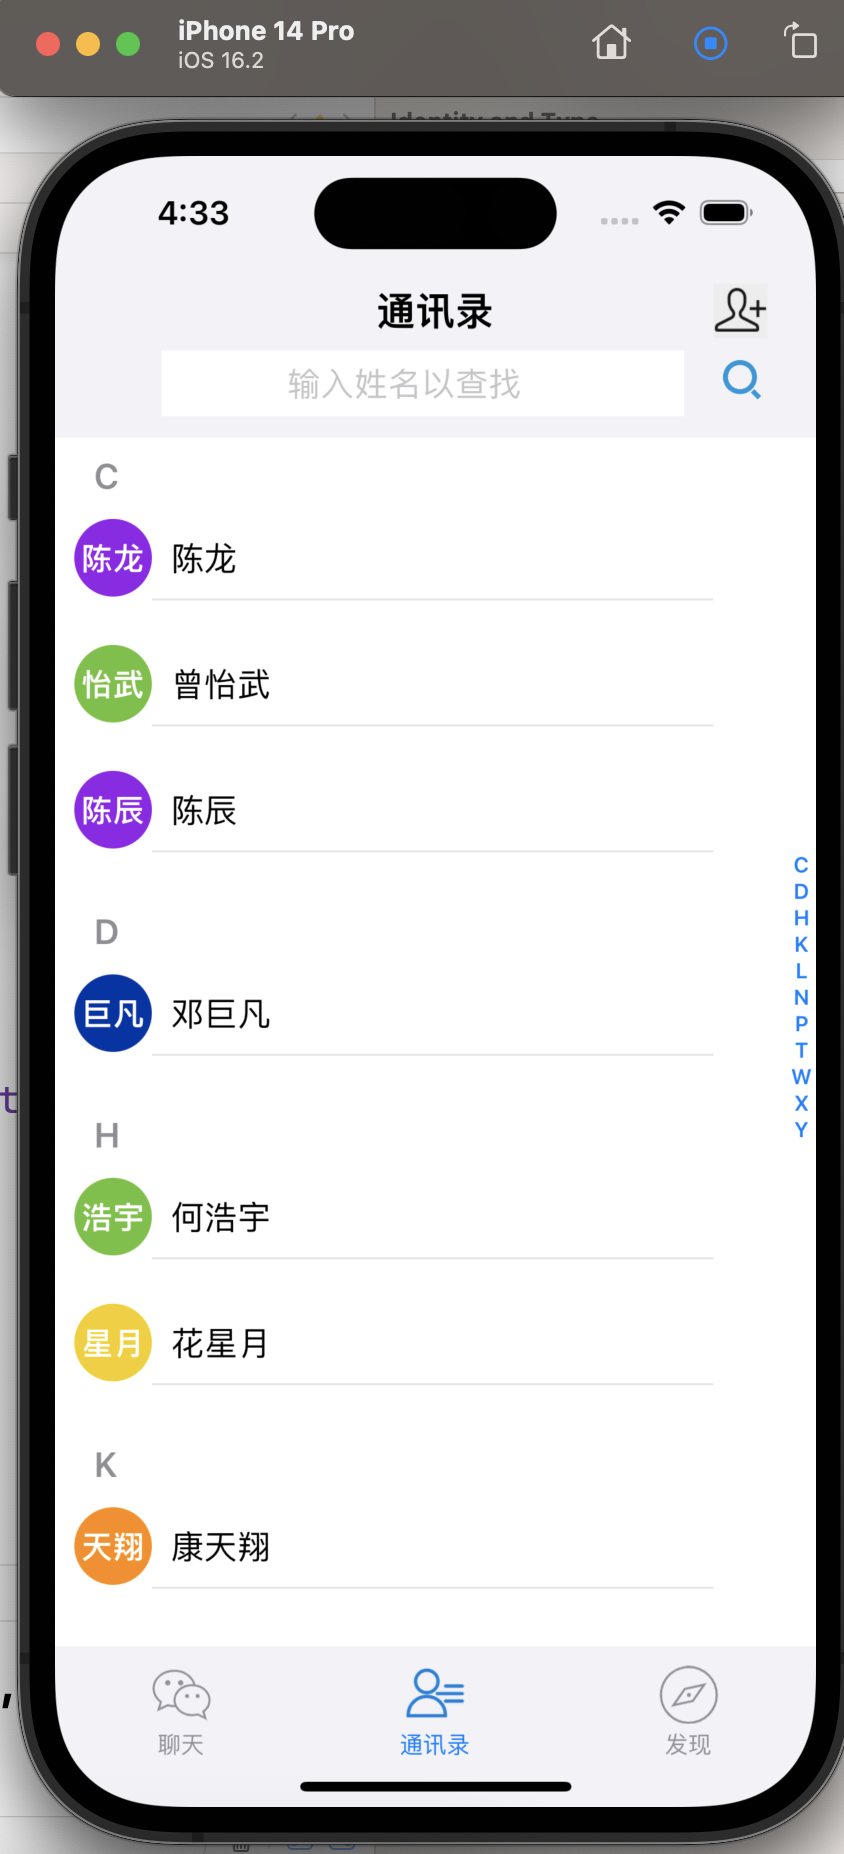 iPhone 14 Pro
iOS 16.2
Identity and Type
4:33
通讯录
输入姓名以查找
C
陈龙 陈龙
怡武 曾怡武
陈辰 陈辰
D
巨凡 邓巨凡
H
浩宇 何浩宇
星月 花星月
K
天翔 康天翔
C
D
H
K
L
N
P
T
W
X
Y
t
,
聊天 通讯录 发现